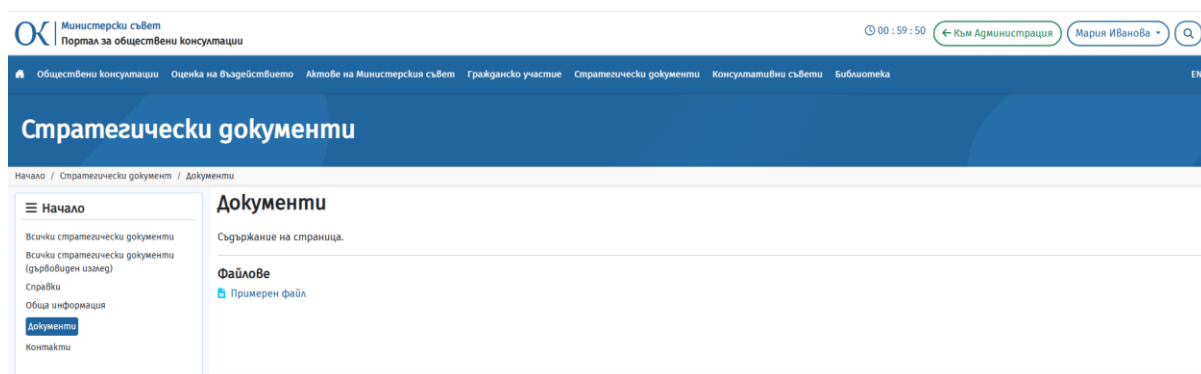 Министерски съвет
Портал за обществени консултации
00 : 59 : 50
Към Администрация
Мария Иванова
Обществени консултации Оценка на въздействието Актове на Министерския съвет Гражданско участие Стратегически документи Консултативни съвети Библиотека EN
Стратегически документи
Начало / Стратегически документ / Документи
Начало
Всички стратегически документи
Всички стратегически документи
(дървовиден изглед)
Справки
Обща информация
Документи
Контакти
Документи
Съдържание на страница.
Файлове
Примерен файл